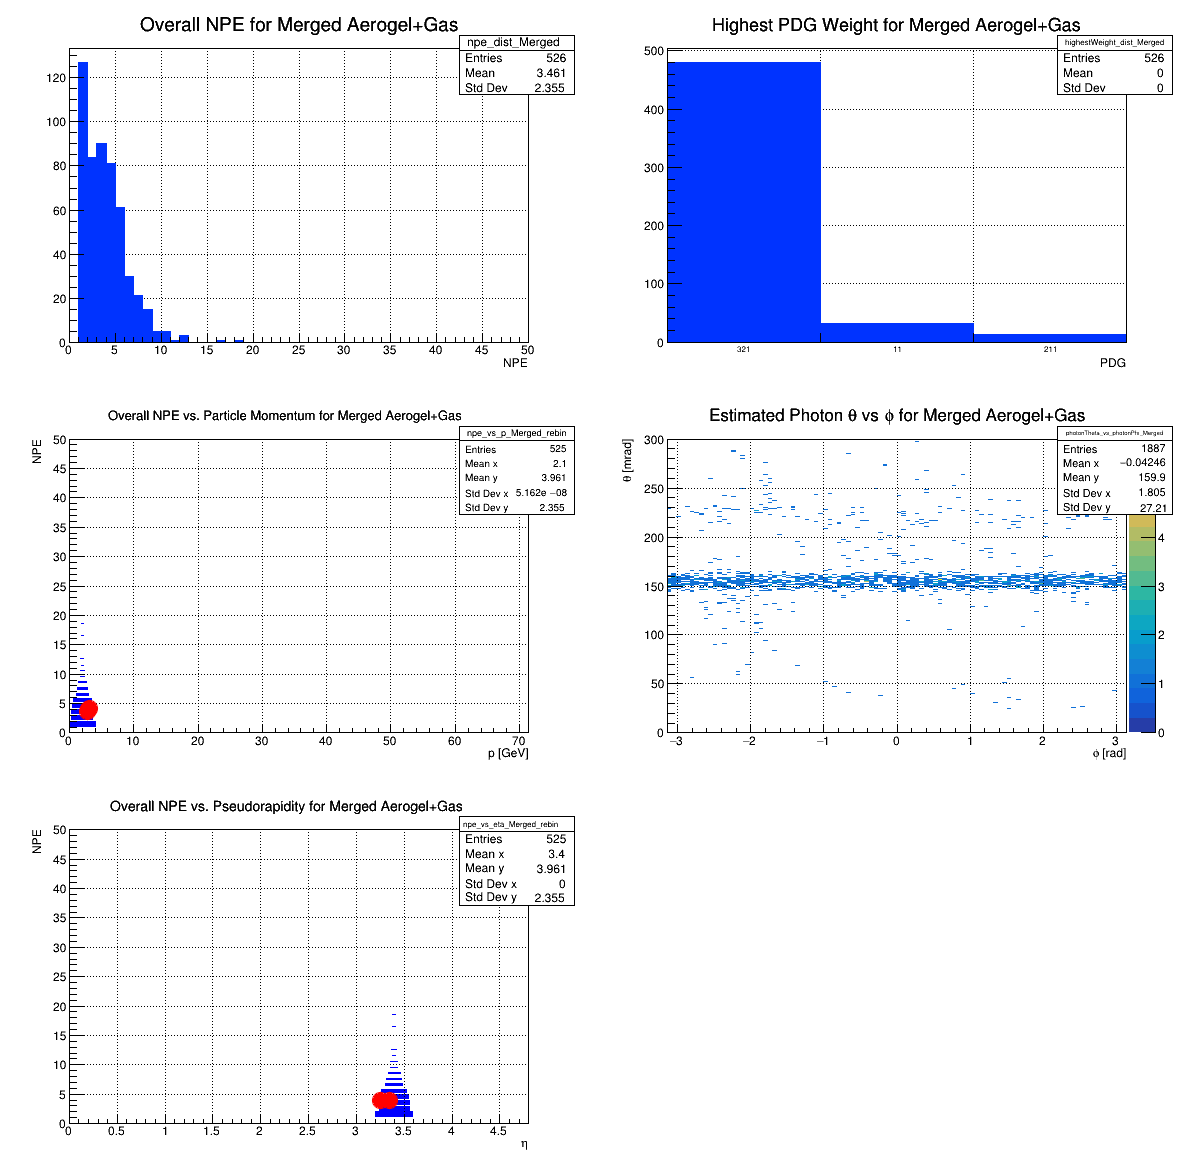 Overall NPE for Merged Aerogel+Gas
npe_dist_Merged
Entries 526
Mean 3.461
Std Dev 2.355
120
100
80
60
40
20
0
0 5 10 15 20 25 30 35 40 45 50
NPE
Highest PDG Weight for Merged Aerogel+Gas
highestWeight_dist_Merged
Entries 526
Mean 0
Std Dev 0
500
400
300
200
100
0
321 11 211
PDG
Overall NPE vs. Particle Momentum for Merged Aerogel+Gas
npe_vs_p_Merged_rebin
Entries 525
Mean x 2.1
Mean y 3.961
Std Dev x 5.162e −08
Std Dev y 2.355
NPE
50
45
40
35
30
25
20
15
10
5
0
0 10 20 30 40 50 60 70
p [GeV]
Estimated Photon θ vs ϕ for Merged Aerogel+Gas
photonTheta_vs_photonPhi_Merged
Entries 1887
Mean x −0.04246
Mean y 159.9
Std Dev x 1.805
Std Dev y 27.21
θ [mrad]
300
250
200
150
100
50
0
−3 −2 −1 0 1 2 3
ϕ [rad]
4
3
2
1
0
Overall NPE vs. Pseudorapidity for Merged Aerogel+Gas
npe_vs_eta_Merged_rebin
Entries 525
Mean x 3.4
Mean y 3.961
Std Dev x 0
Std Dev y 2.355
NPE
50
45
40
35
30
25
20
15
10
5
0
0 0.5 1 1.5 2 2.5 3 3.5 4 4.5
η